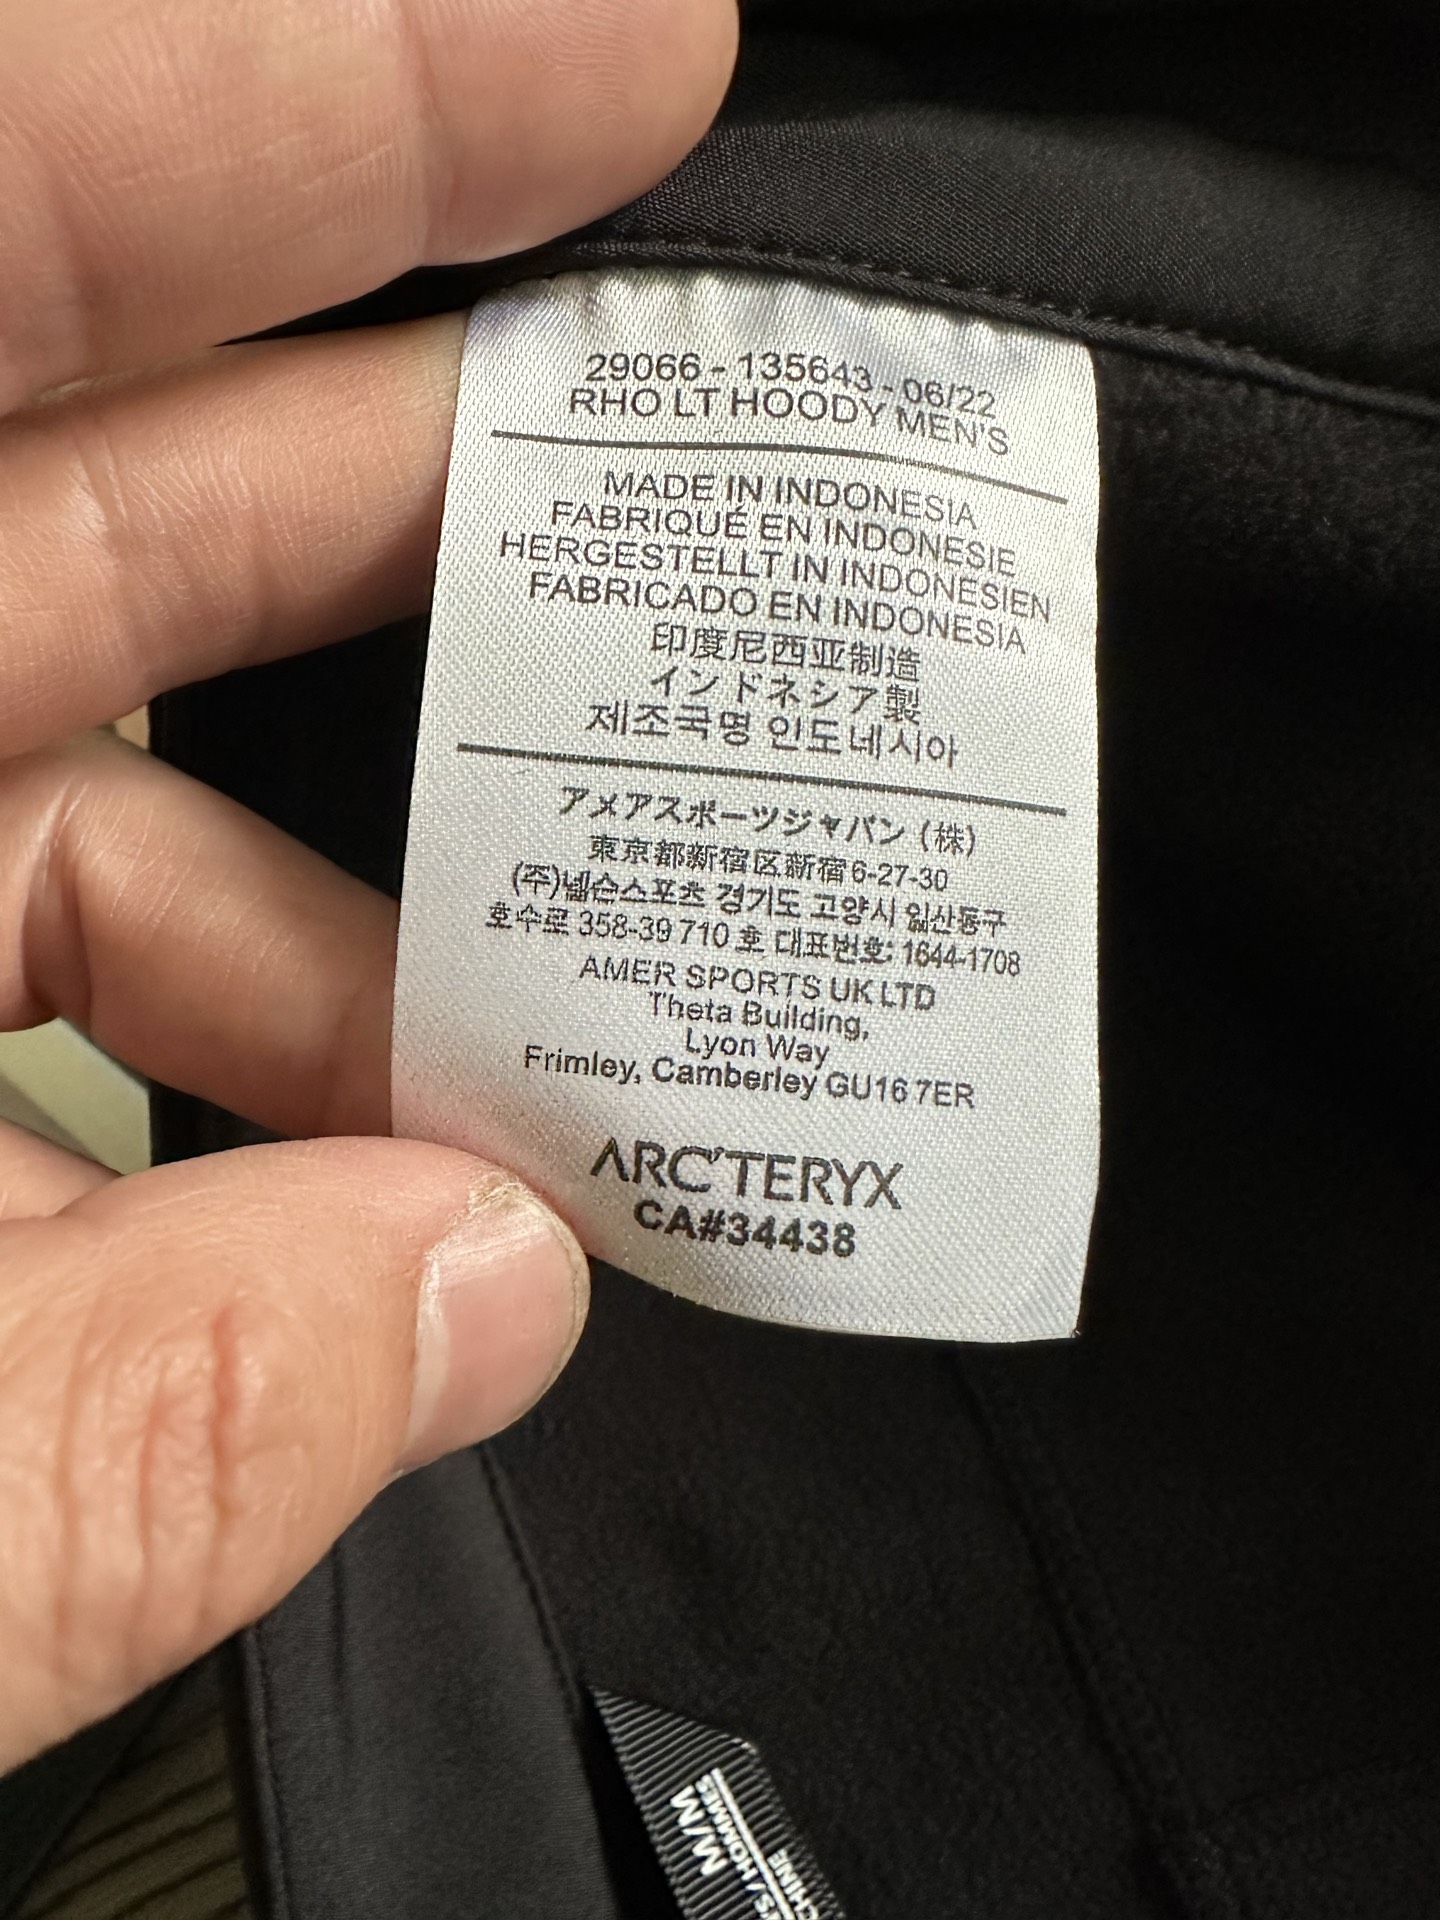 29066 - 135643 - 06/22
RHO LT HOODY MEN'S
MADE IN INDONESIA
FABRIQUÉ EN INDONESIE
HERGESTELLT IN INDONESIEN
FABRICADO EN INDONESIA
印度尼西亚制造
インドネシア製
제조국명 인도네시아
アメアスポーツジャパン (株)
東京都新宿区新宿6-27-30
(주)넬슨스포츠 경기도 고양시 일산동구
호수로 358-39 710 호 대표번호: 1644-1708
AMER SPORTS UK LTD
Theta Building,
Lyon Way
Frimley, Camberley GU16 7ER
ARC'TERYX
CA#34438
M/M
/HOMMES
CHINE